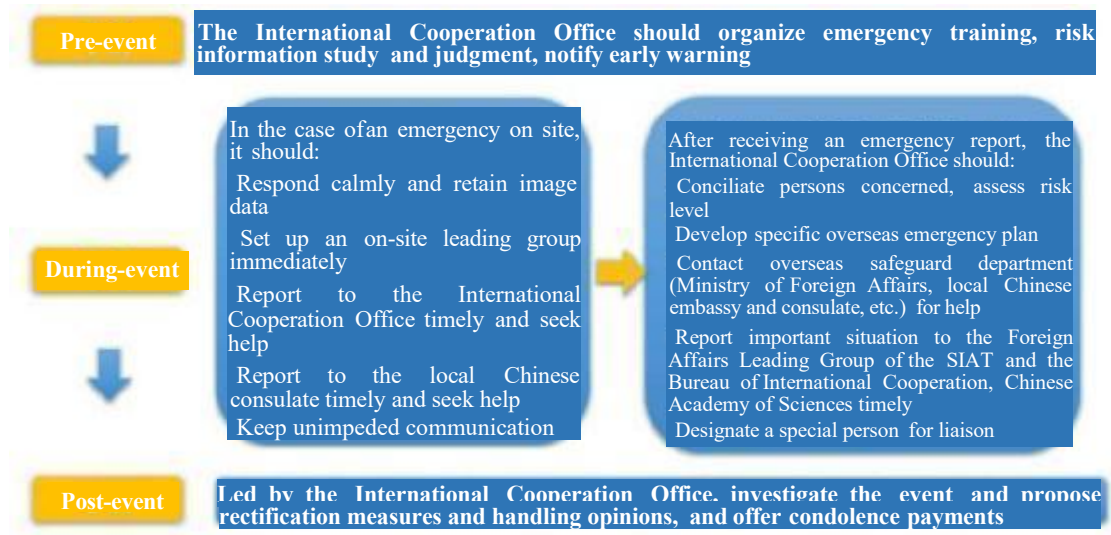 Pre-event
The International Cooperation Office should organize emergency training, risk
information study and judgment, notify early warning
In the case ofan emergency on site,
it should:
Respond calmly and retain image
data
Set up an on-site leading group
immediately
Report to the International
Cooperation Office timely and seek
help
Report to the local Chinese
consulate timely and seek help
Keep unimpeded communication
During-event
After receiving an emergency report, the
International Cooperation Office should:
Conciliate persons concerned, assess risk
level
Develop specific overseas emergency plan
Contact overseas safeguard department
(Ministry of Foreign Affairs, local Chinese
embassy and consulate, etc.) for help
Report important situation to the Foreign
Affairs Leading Group of the SIAT and the
Bureau of International Cooperation, Chinese
Academy of Sciences timely
Designate a special person for liaison
Post-event
Led by the International Cooperation Office, investigate the event and propose
rectification measures and handling opinions, and offer condolence payments